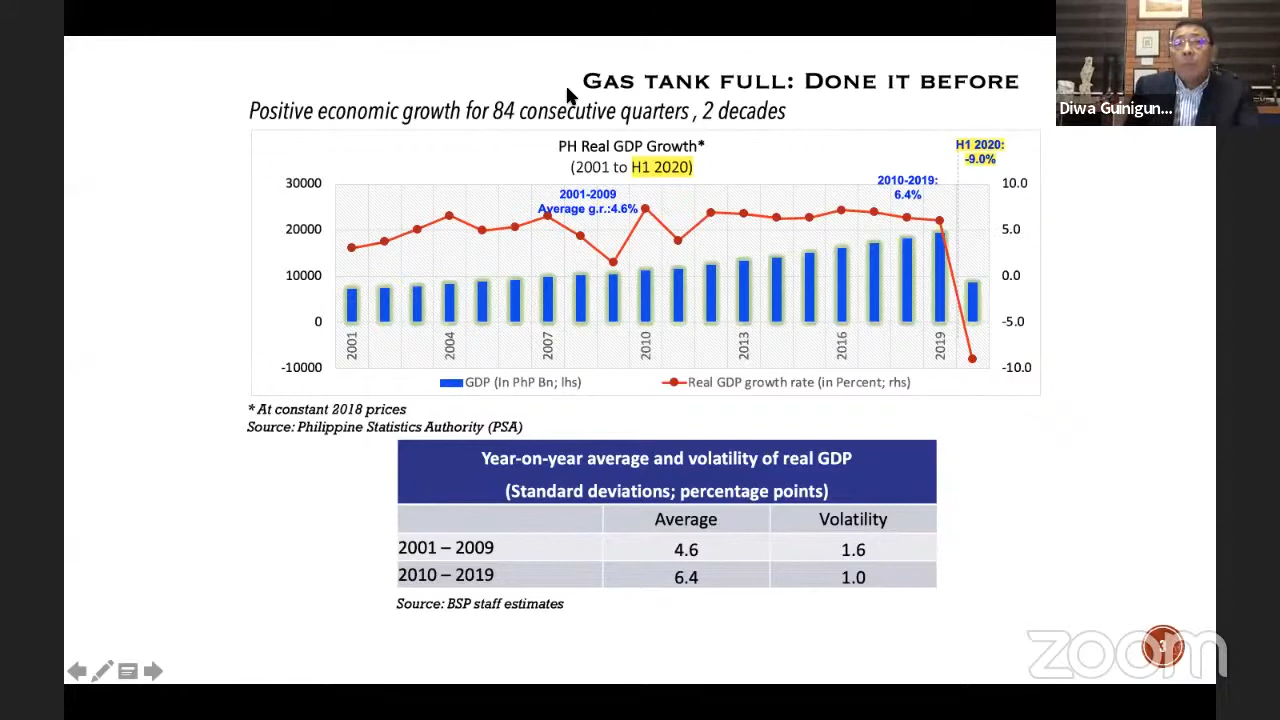 GAS TANK FULL: DONE IT BEFORE
Diwa Guinigun...
Positive economic growth for 84 consecutive quarters , 2 decades
PH Real GDP Growth*
(2001 to H1 2020)
H1 2020:
-9.0%
2001-2009
Average g.r.:4.6%
2010-2019:
6.4%
30000
20000
10000
0
-10000
10.0
5.0
0.0
-5.0
-10.0
2001
2004
2007
2010
2013
2016
2019
GDP (In PhP Bn; lhs)
Real GDP growth rate (in Percent; rhs)
* At constant 2018 prices
Source: Philippine Statistics Authority (PSA)
Year-on-year average and volatility of real GDP
(Standard deviations; percentage points)
Average Volatility
2001 – 2009 4.6 1.6
2010 – 2019 6.4 1.0
Source: BSP staff estimates
3
zoom